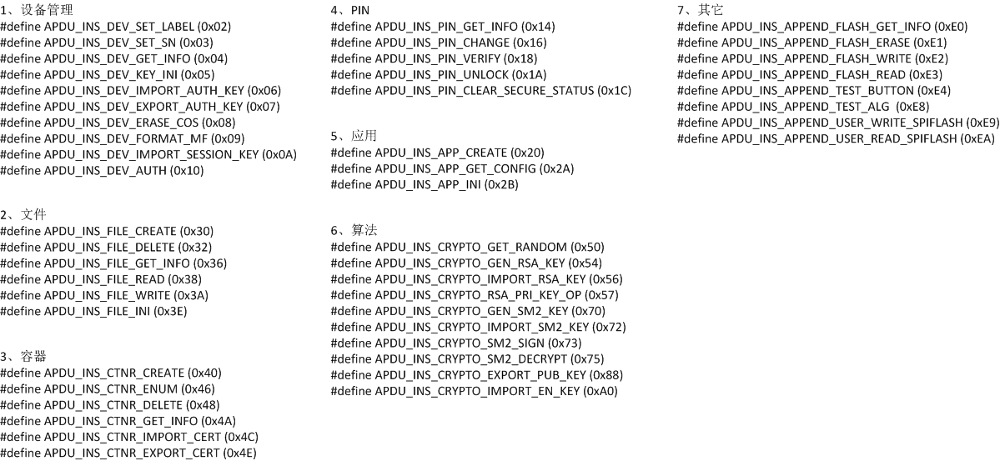 1、设备管理
#define APDU_INS_DEV_SET_LABEL (0x02)
#define APDU_INS_DEV_SET_SN (0x03)
#define APDU_INS_DEV_GET_INFO (0x04)
#define APDU_INS_DEV_KEY_INI (0x05)
#define APDU_INS_DEV_IMPORT_AUTH_KEY (0x06)
#define APDU_INS_DEV_EXPORT_AUTH_KEY (0x07)
#define APDU_INS_DEV_ERASE_COS (0x08)
#define APDU_INS_DEV_FORMAT_MF (0x09)
#define APDU_INS_DEV_IMPORT_SESSION_KEY (0x0A)
#define APDU_INS_DEV_AUTH (0x10)
2、文件
#define APDU_INS_FILE_CREATE (0x30)
#define APDU_INS_FILE_DELETE (0x32)
#define APDU_INS_FILE_GET_INFO (0x36)
#define APDU_INS_FILE_READ (0x38)
#define APDU_INS_FILE_WRITE (0x3A)
#define APDU_INS_FILE_INI (0x3E)
3、容器
#define APDU_INS_CTNR_CREATE (0x40)
#define APDU_INS_CTNR_ENUM (0x46)
#define APDU_INS_CTNR_DELETE (0x48)
#define APDU_INS_CTNR_GET_INFO (0x4A)
#define APDU_INS_CTNR_IMPORT_CERT (0x4C)
#define APDU_INS_CTNR_EXPORT_CERT (0x4E)
4、PIN
#define APDU_INS_PIN_GET_INFO (0x14)
#define APDU_INS_PIN_CHANGE (0x16)
#define APDU_INS_PIN_VERIFY (0x18)
#define APDU_INS_PIN_UNLOCK (0x1A)
#define APDU_INS_PIN_CLEAR_SECURE_STATUS (0x1C)
5、应用
#define APDU_INS_APP_CREATE (0x20)
#define APDU_INS_APP_GET_CONFIG (0x2A)
#define APDU_INS_APP_INI (0x2B)
6、算法
#define APDU_INS_CRYPTO_GET_RANDOM (0x50)
#define APDU_INS_CRYPTO_GEN_RSA_KEY (0x54)
#define APDU_INS_CRYPTO_IMPORT_RSA_KEY (0x56)
#define APDU_INS_CRYPTO_RSA_PRI_KEY_OP (0x57)
#define APDU_INS_CRYPTO_GEN_SM2_KEY (0x70)
#define APDU_INS_CRYPTO_IMPORT_SM2_KEY (0x72)
#define APDU_INS_CRYPTO_SM2_SIGN (0x73)
#define APDU_INS_CRYPTO_SM2_DECRYPT (0x75)
#define APDU_INS_CRYPTO_EXPORT_PUB_KEY (0x88)
#define APDU_INS_CRYPTO_IMPORT_EN_KEY (0xA0)
7、其它
#define APDU_INS_APPEND_FLASH_GET_INFO (0xE0)
#define APDU_INS_APPEND_FLASH_ERASE (0xE1)
#define APDU_INS_APPEND_FLASH_WRITE (0xE2)
#define APDU_INS_APPEND_FLASH_READ (0xE3)
#define APDU_INS_APPEND_TEST_BUTTON (0xE4)
#define APDU_INS_APPEND_TEST_ALG (0xE8)
#define APDU_INS_APPEND_USER_WRITE_SPIFLASH (0xE9)
#define APDU_INS_APPEND_USER_READ_SPIFLASH (0xEA)